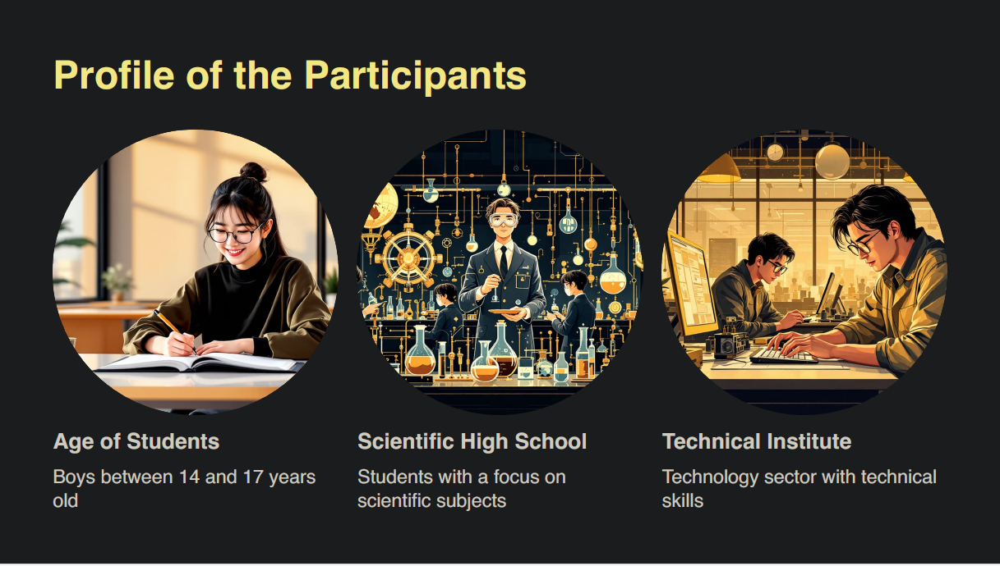 Profile of the Participants
Age of Students
Boys between 14 and 17 years
old
Scientific High School
Students with a focus on
scientific subjects
Technical Institute
Technology sector with technical
skills